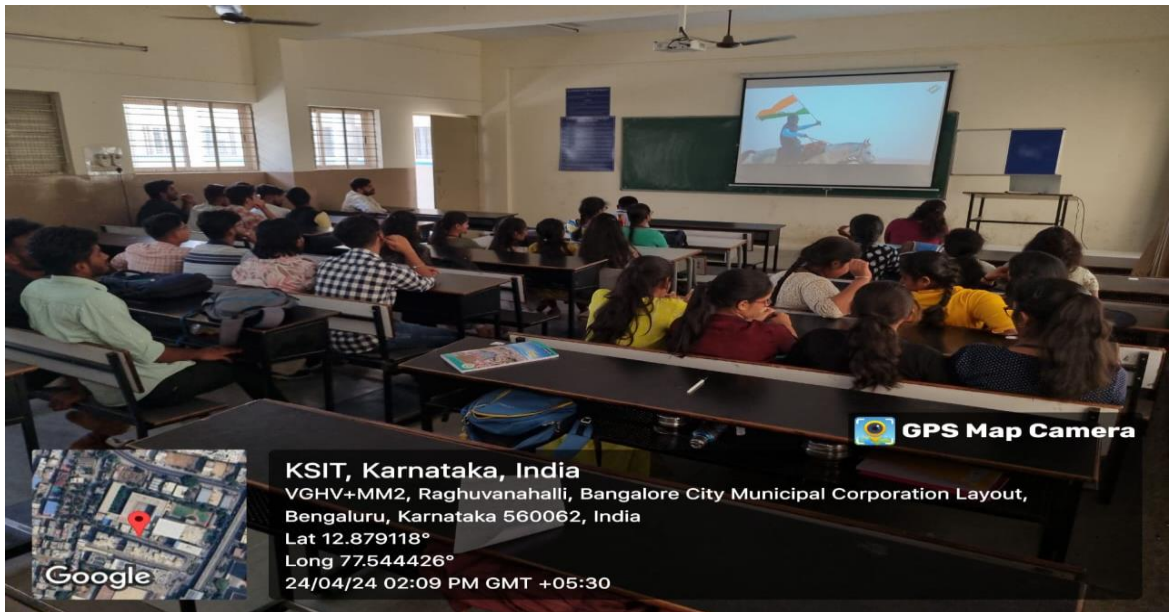 GPS Map Camera
KSIT, Karnataka, India
VGHV+MM2, Raghuvanahalli, Bangalore City Municipal Corporation Layout,
Bengaluru, Karnataka 560062, India
Lat 12.879118°
Long 77.544426°
24/04/24 02:09 PM GMT +05:30
Google